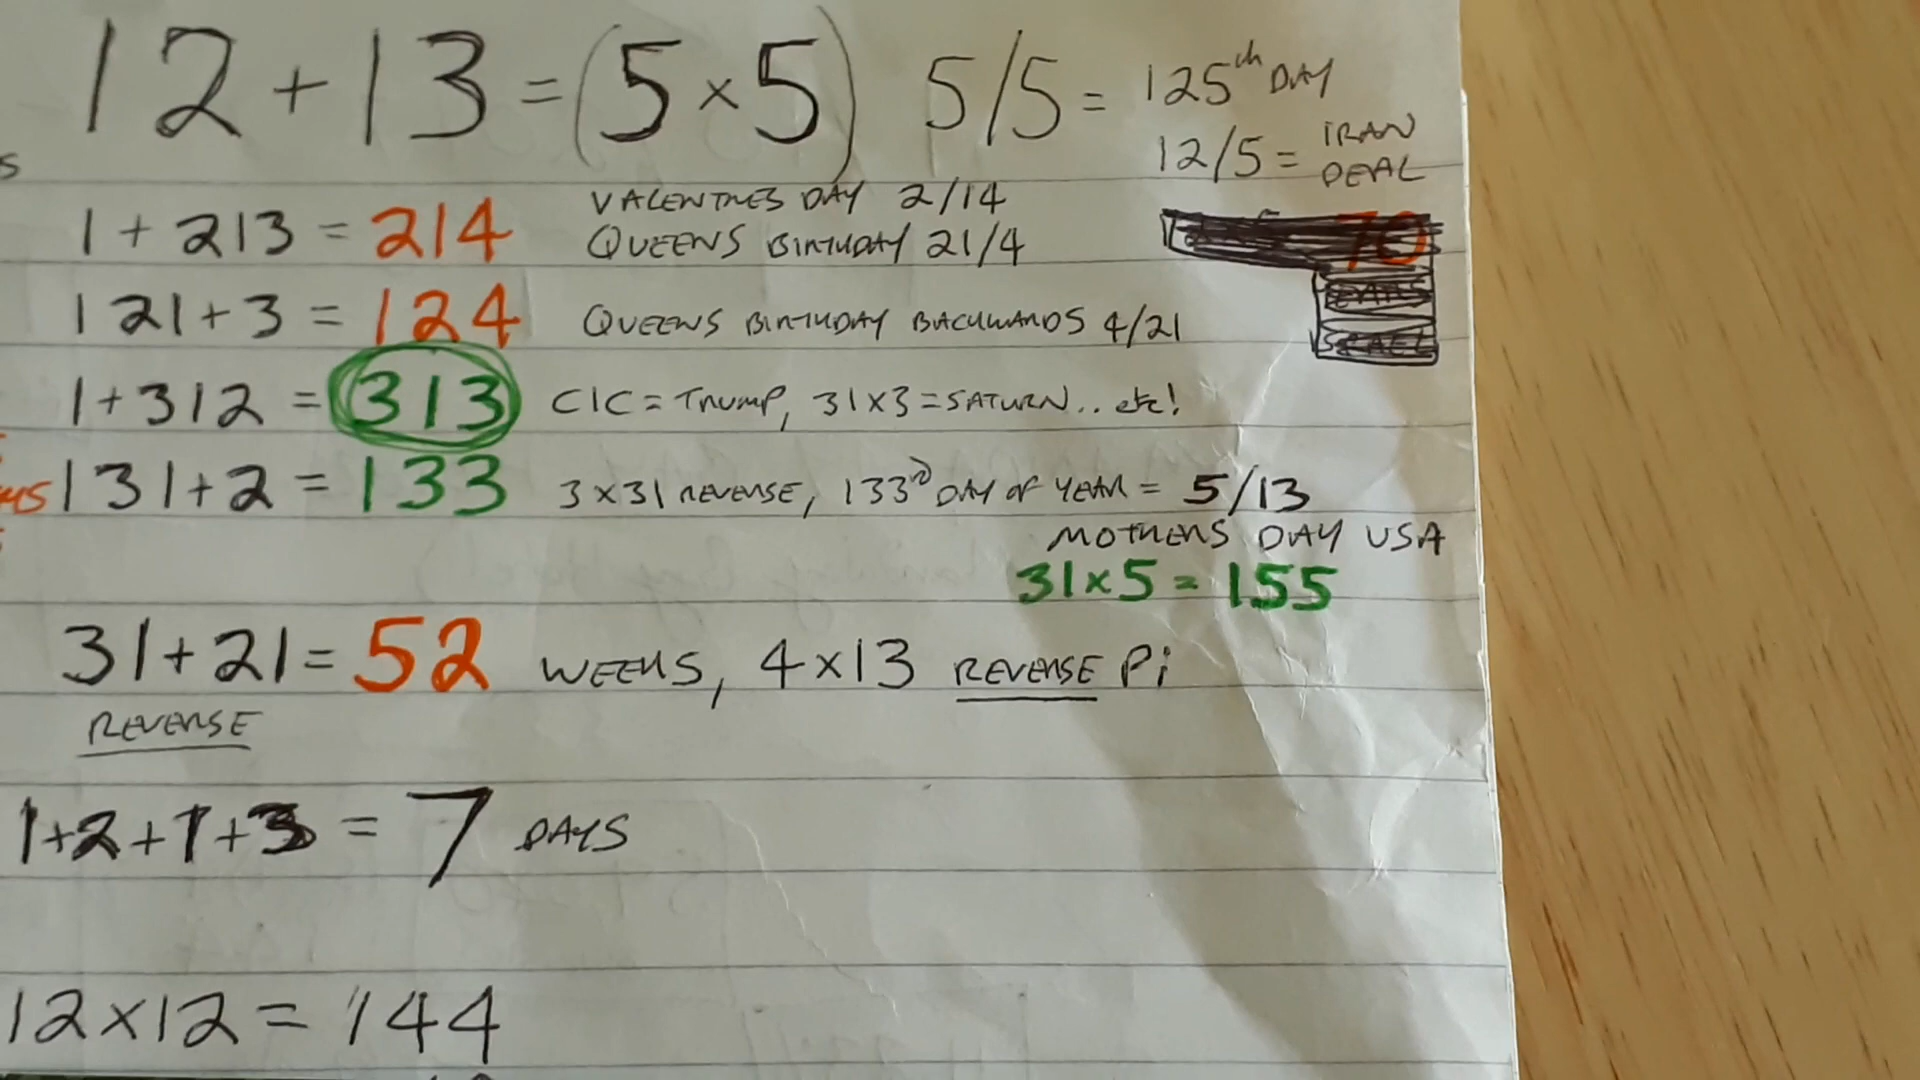 12 + 13 = (5 × 5) 5/5 = 125th DAY
12/5 = IRAN DEAL
1 + 213 = 214 VALENTINES DAY 2/14
QUEENS BIRTHDAY 21/4
70
121 + 3 = 124 QUEENS BIRTHDAY BACKWARDS 4/21
1 + 312 = 313 CIC = TRUMP, 31×3 = SATURN.. etc!
131 + 2 = 133 3 × 31 REVERSE, 133RD DAY OF YEAR = 5/13
MOTHERS DAY USA
31×5 = 155
31 + 21 = 52 WEEKS, 4×13 REVERSE Pi
REVERSE
1+2+1+3 = 7 DAYS
12×12 = 144